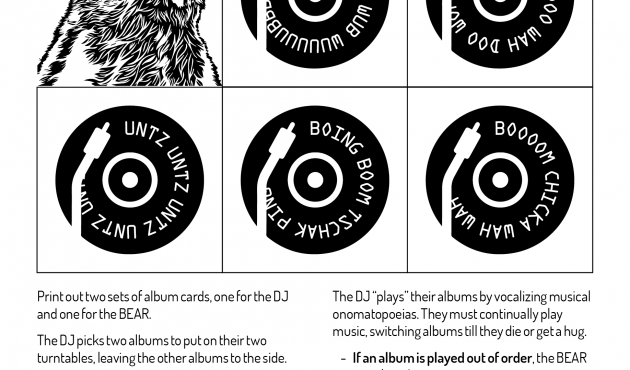 WUB WUUUUBBB
WAH DOO
UNTZ UNTZ UNTZ UNTZ UN
BOING BOOM TSCHAK PING
BOOOOM CHICKA WAH WAH
Print out two sets of album cards, one for the DJ
and one for the BEAR.
The DJ picks two albums to put on their two
turntables, leaving the other albums to the side.
The DJ “plays” their albums by vocalizing musical
onomatopoeias. They must continually play
music, switching albums till they die or get a hug.
- If an album is played out of order, the BEAR